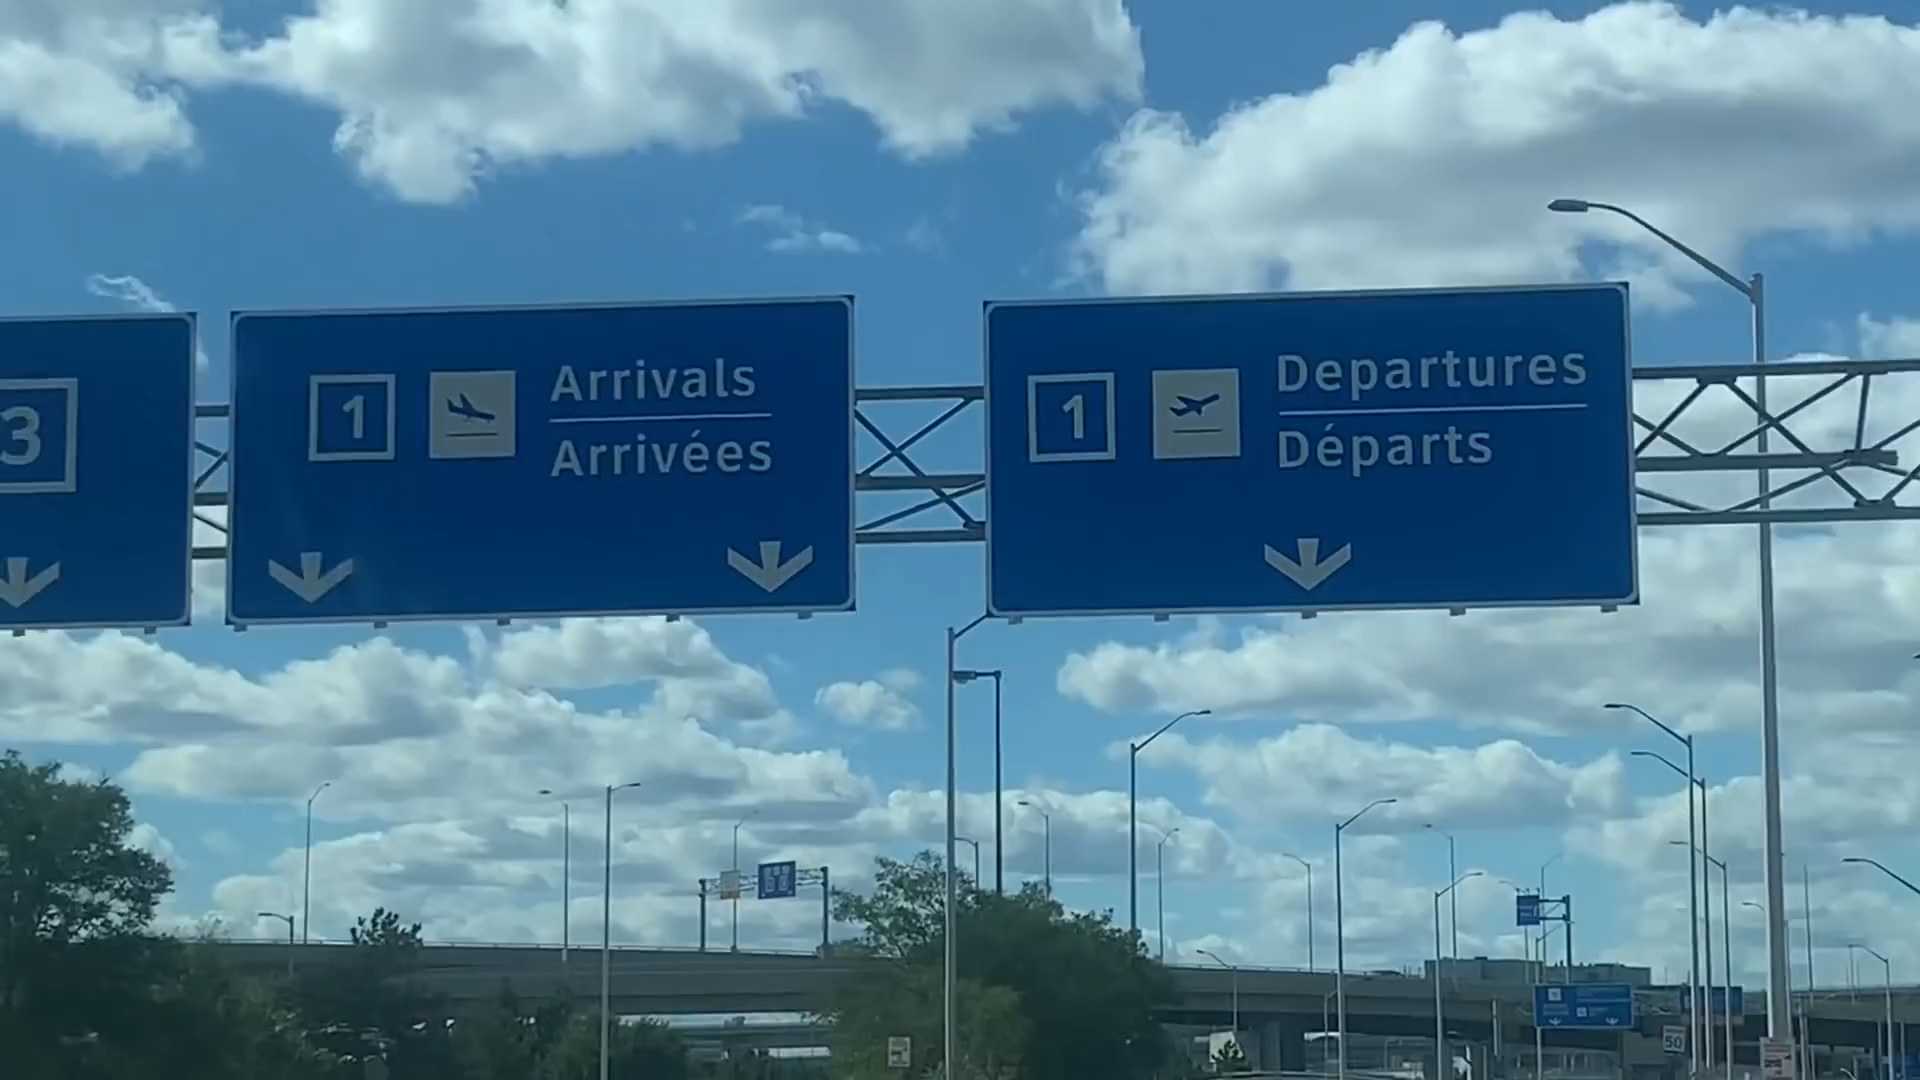 3
1 Arrivals
Arrivées
1 Departures
Départs
50